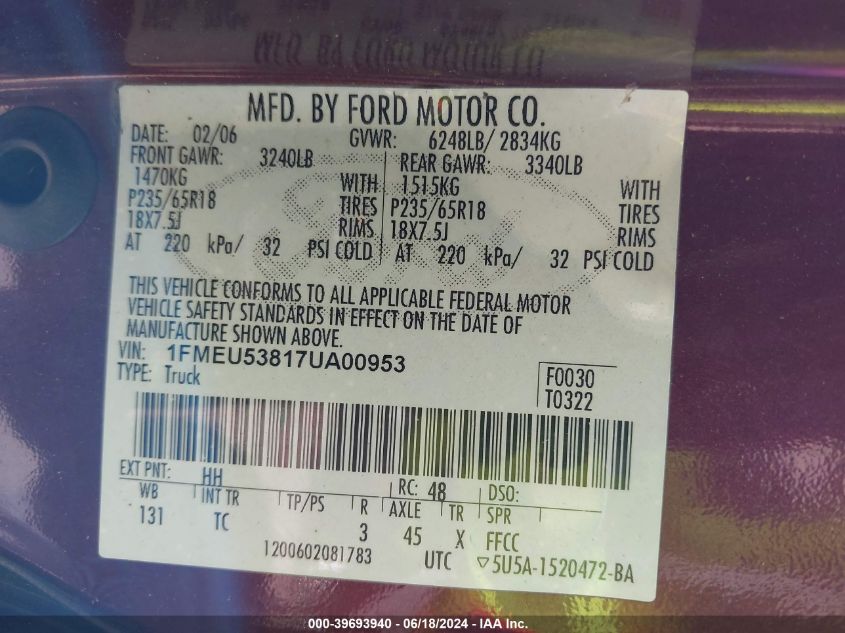 MFD. BY FORD MOTOR CO.
DATE: 02/06 GVWR: 6248LB/ 2834KG
FRONT GAWR: 3240LB REAR GAWR: 3340LB
1470KG WITH 1515KG WITH
P235/65R18 TIRES P235/65R18 TIRES
18X7.5J RIMS 18X7.5J RIMS
AT 220 kPa/ 32 PSI COLD AT 220 kPa/ 32 PSI COLD
THIS VEHICLE CONFORMS TO ALL APPLICABLE FEDERAL MOTOR
VEHICLE SAFETY STANDARDS IN EFFECT ON THE DATE OF
MANUFACTURE SHOWN ABOVE.
VIN: 1FMEU53817UA00953
TYPE: Truck F0030
T0322
EXT PNT: HH RC: 48 DSO:
WB INT TR TP/PS R AXLE TR SPR
131 TC 3 45 X FFCC
1200602081783 UTC ▽5U5A-1520472-BA
000-39693940 - 06/18/2024 - IAA Inc.